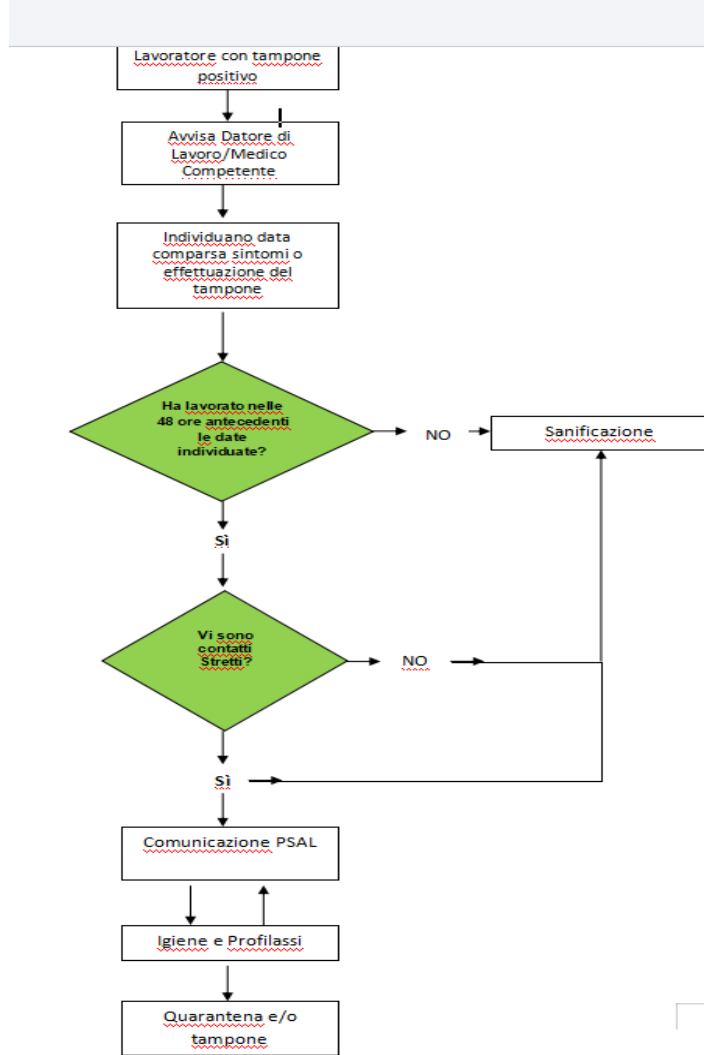 Lavoratore con tampone
positivo
Avvisa Datore di
Lavoro/Medico
Competente
Individuano data
comparsa sintomi o
effettuazione del
tampone
Ha lavorato nelle
48 ore antecedenti
le date
individuate?
NO
Sanificazione
Sì
Vi sono
contatti
Stretti?
NO
Sì
Comunicazione PSAL
Igiene e Profilassi
Quarantena e/o
tampone